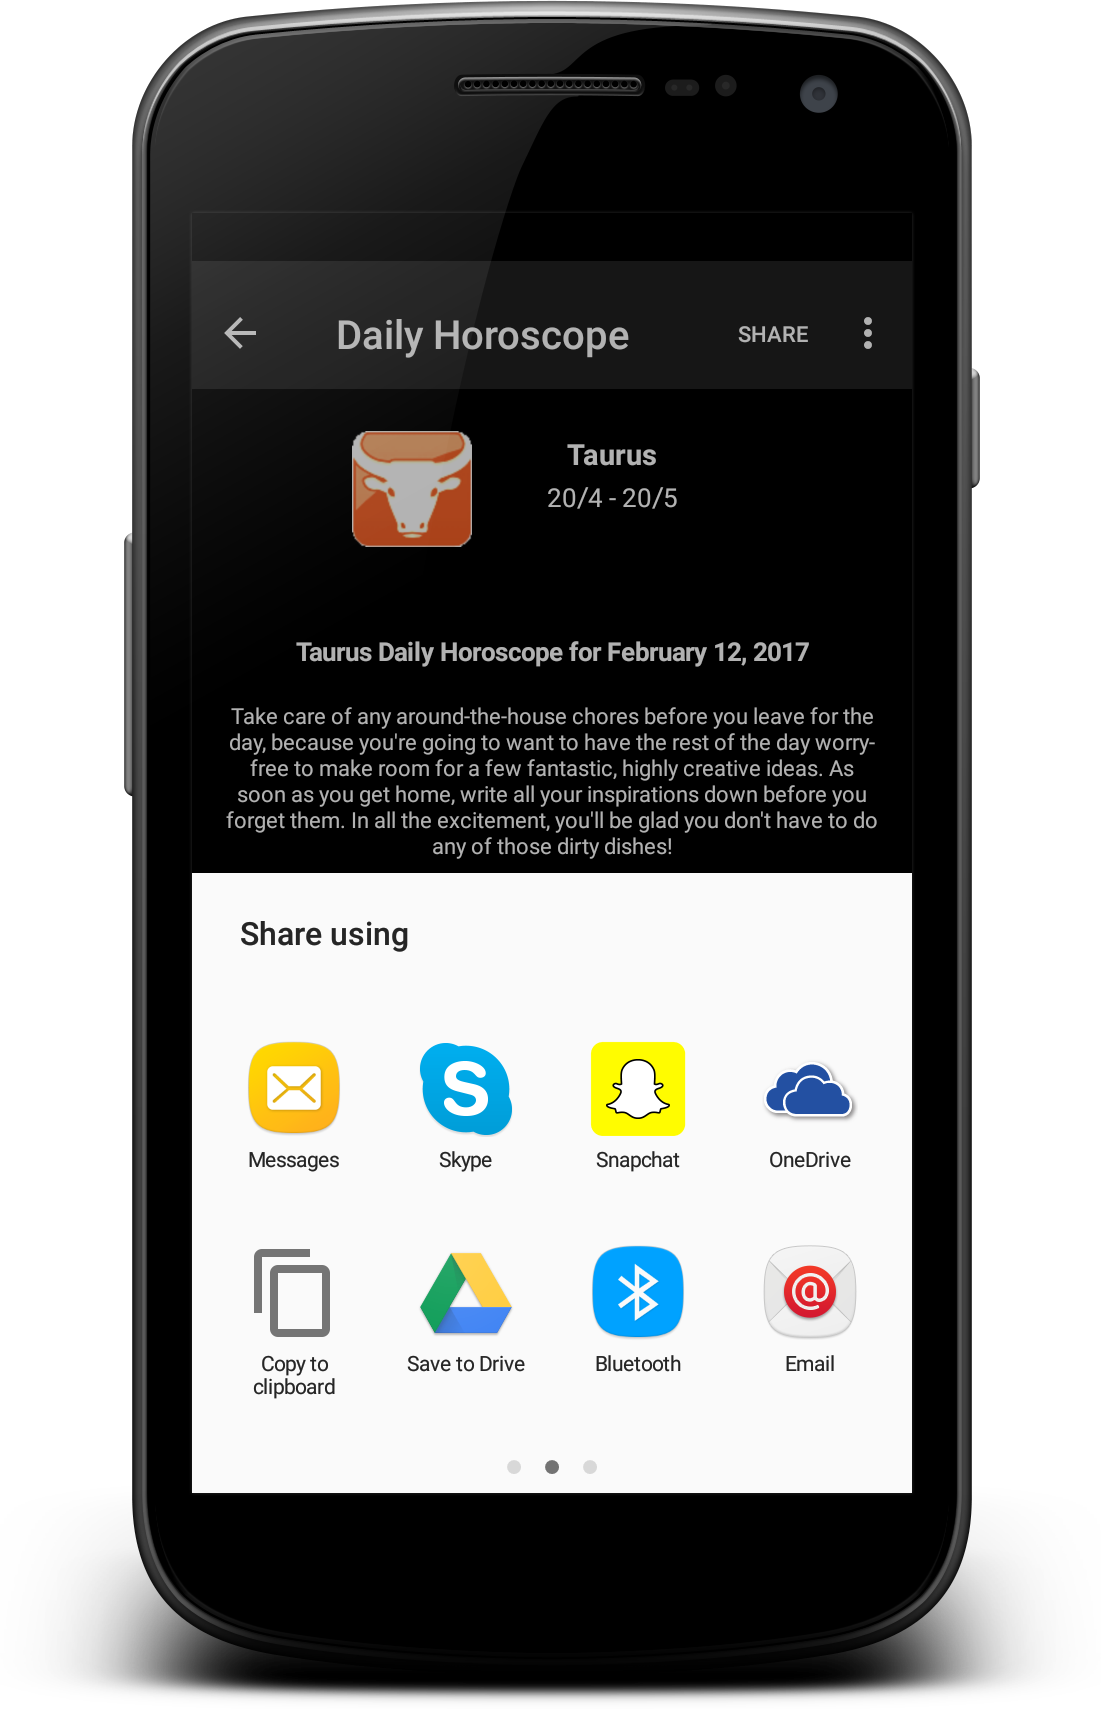 Daily Horoscope
SHARE
Taurus
20/4 - 20/5
Taurus Daily Horoscope for February 12, 2017
Take care of any around-the-house chores before you leave for the
day, because you're going to want to have the rest of the day worry-
free to make room for a few fantastic, highly creative ideas. As
soon as you get home, write all your inspirations down before you
forget them. In all the excitement, you'll be glad you don't have to do
any of those dirty dishes!
Share using
Messages
Skype
Snapchat
OneDrive
Copy to
clipboard
Save to Drive
Bluetooth
Email